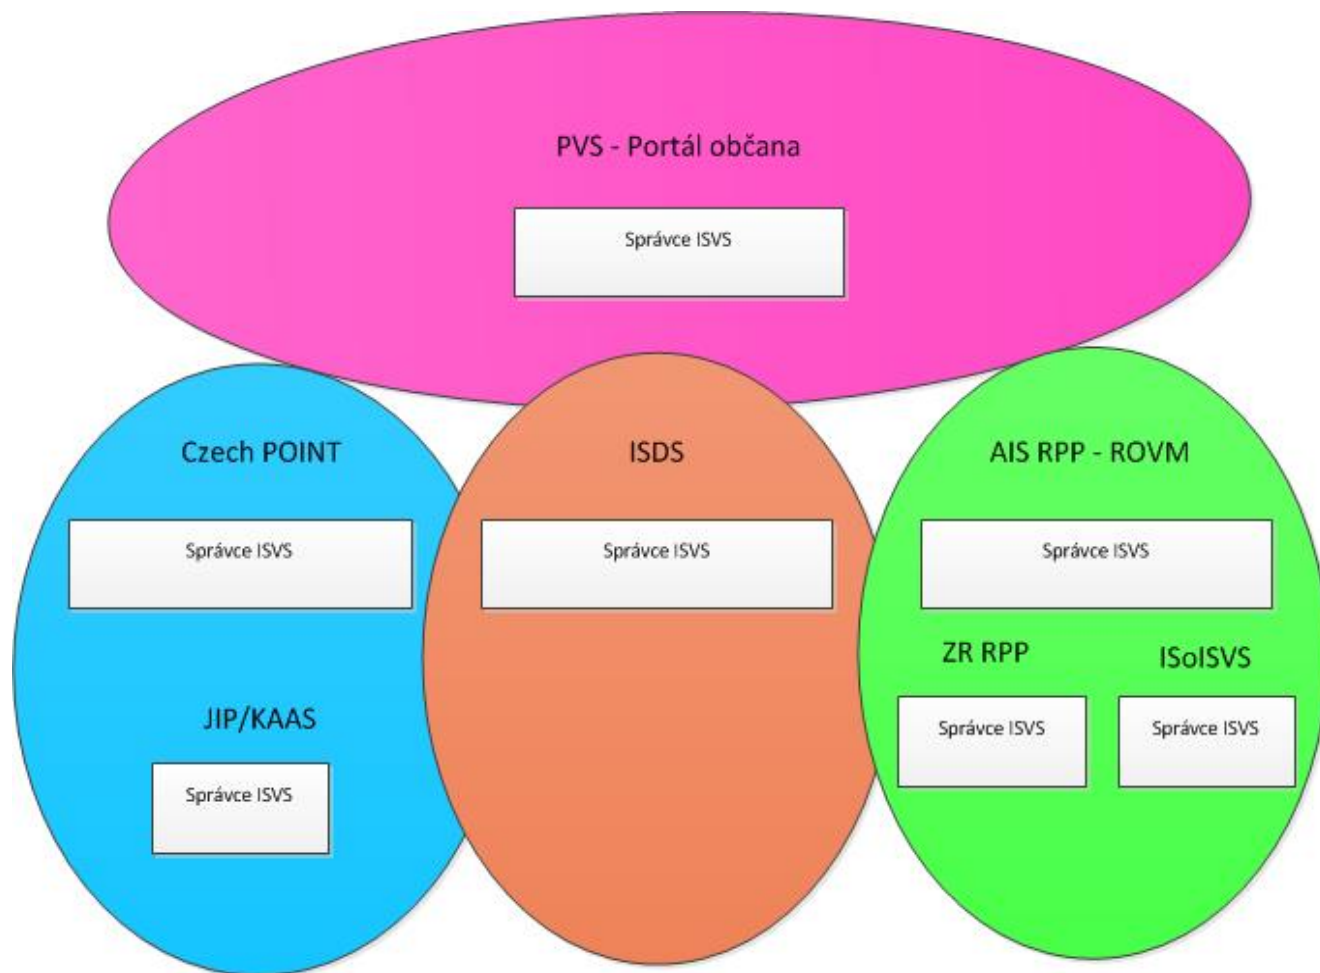 PVS - Portál občana
Správce ISVS
Czech POINT
Správce ISVS
JIP/KAAS
Správce ISVS
ISDS
Správce ISVS
AIS RPP - ROVM
Správce ISVS
ZR RPP
Správce ISVS
ISoISVS
Správce ISVS